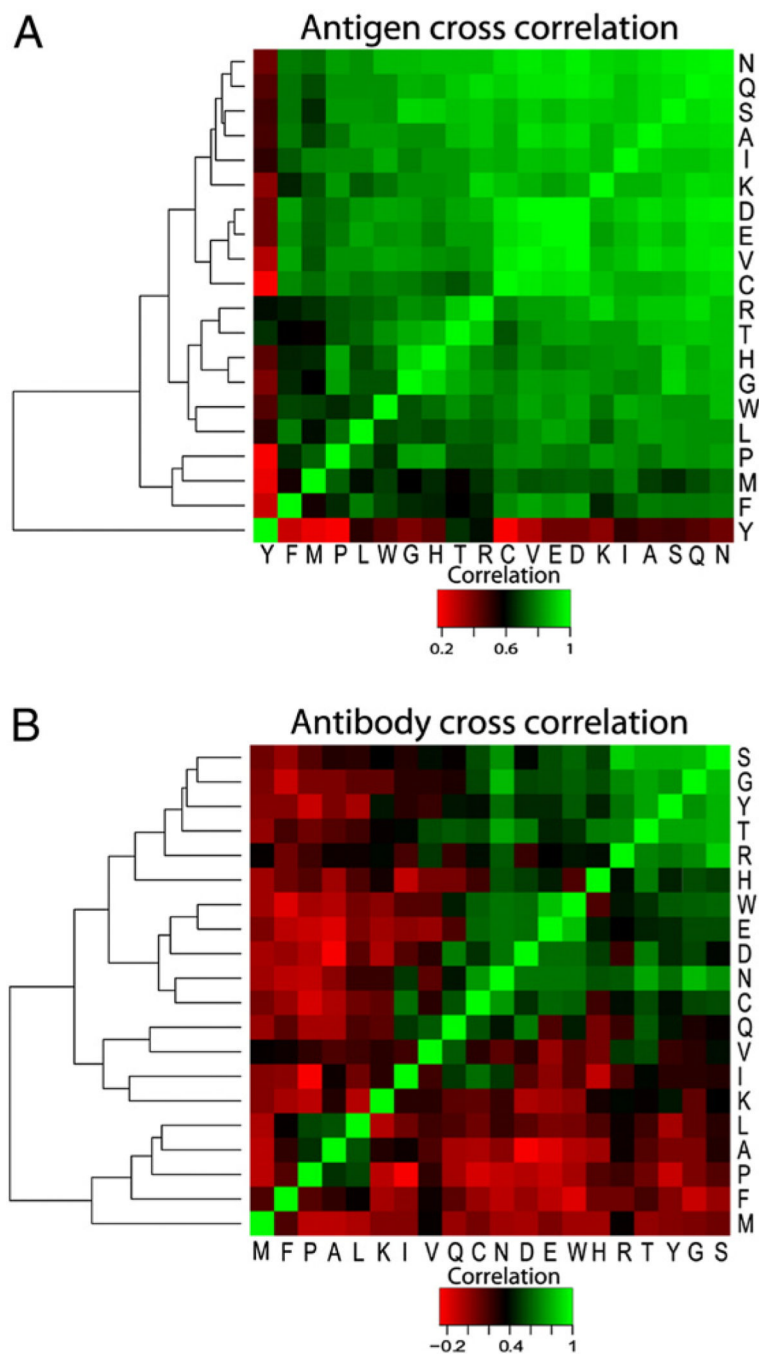 A
Antigen cross correlation
N
Q
S
A
I
K
D
E
V
C
R
T
H
G
W
L
P
M
F
Y
Y F M P L W G H T R C V E D K I A S Q N
Correlation
0.2 0.6 1
B
Antibody cross correlation
S
G
Y
T
R
H
W
E
D
N
C
Q
V
I
K
L
A
P
F
M
M F P A L K I V Q C N D E W H R T Y G S
Correlation
−0.2 0.4 1